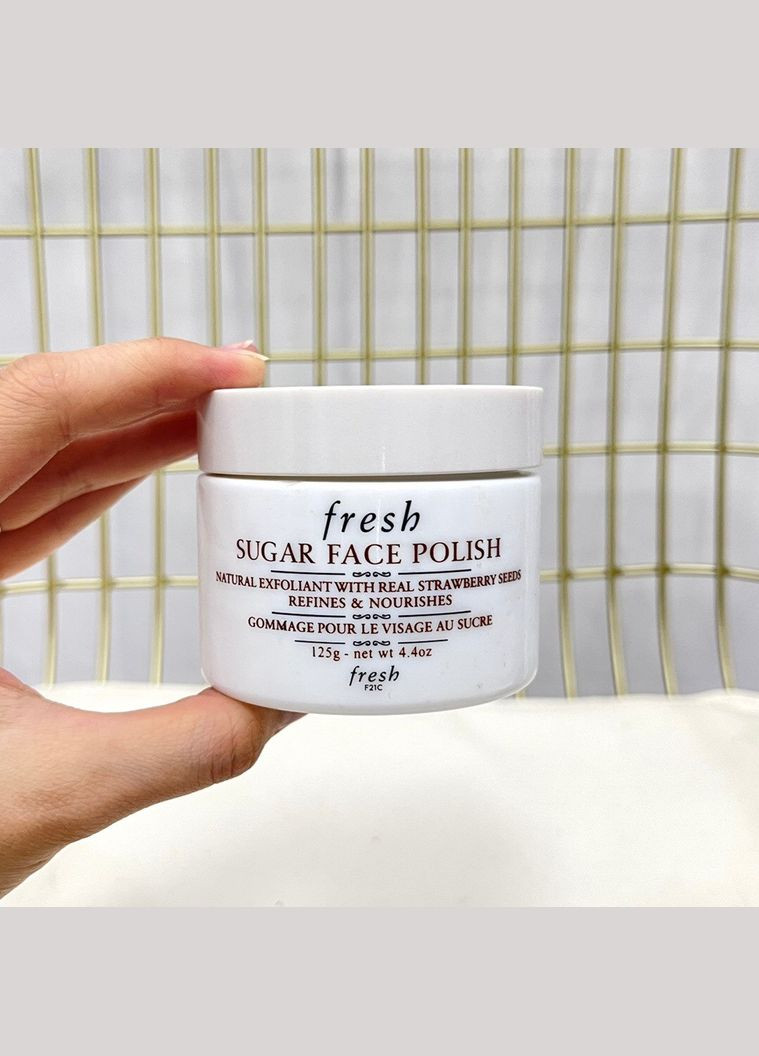 fresh
SUGAR FACE POLISH
NATURAL EXFOLIANT WITH REAL STRAWBERRY SEEDS
REFINES & NOURISHES
GOMMAGE POUR LE VISAGE AU SUCRE
125g - net wt 4.4oz
fresh
F21C